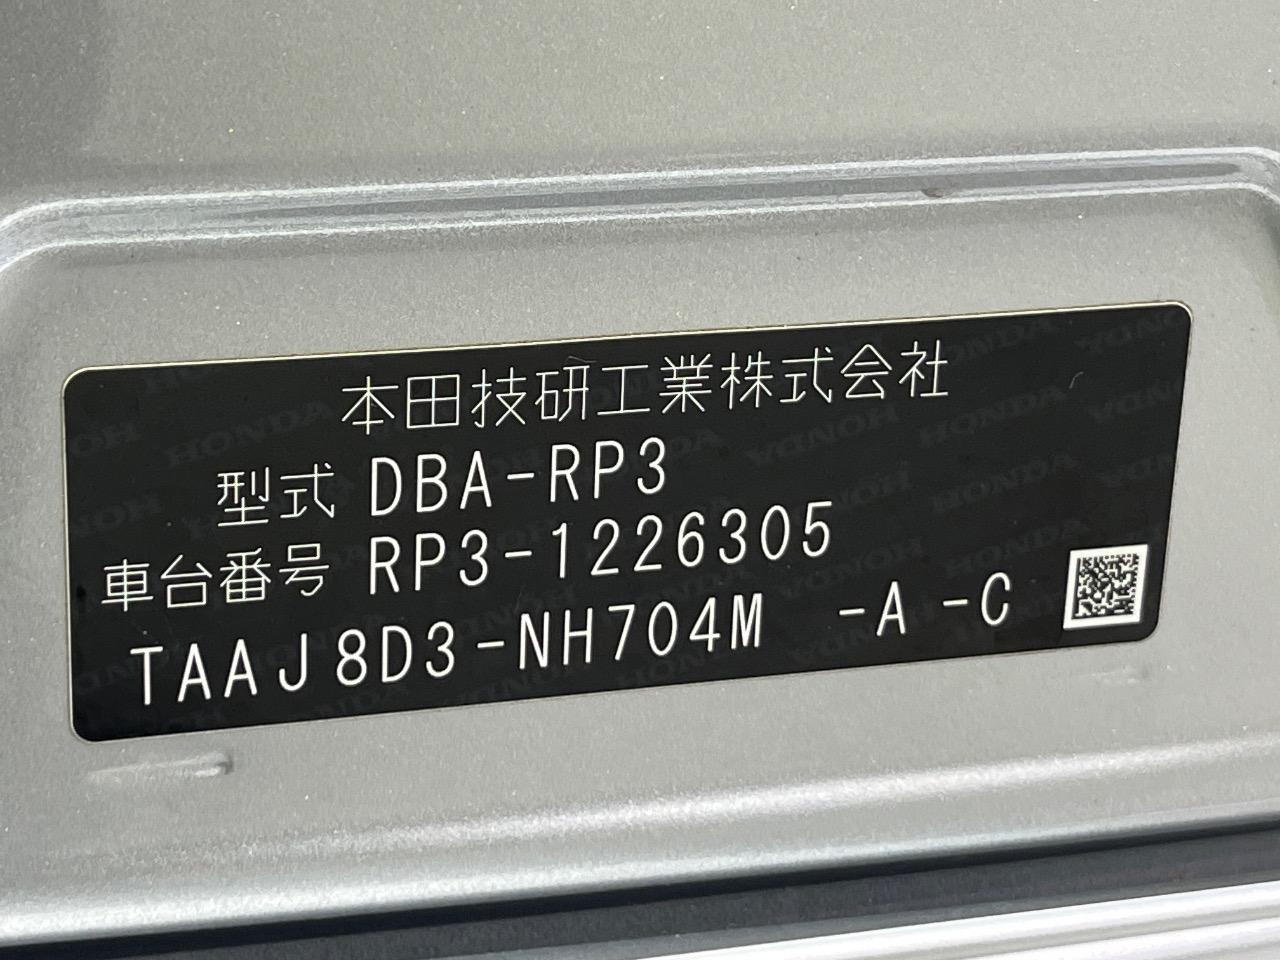 本田技研工業株式会社
型式 DBA-RP3
車台番号 RP3-1226305
TAAJ8D3-NH704M -A -C